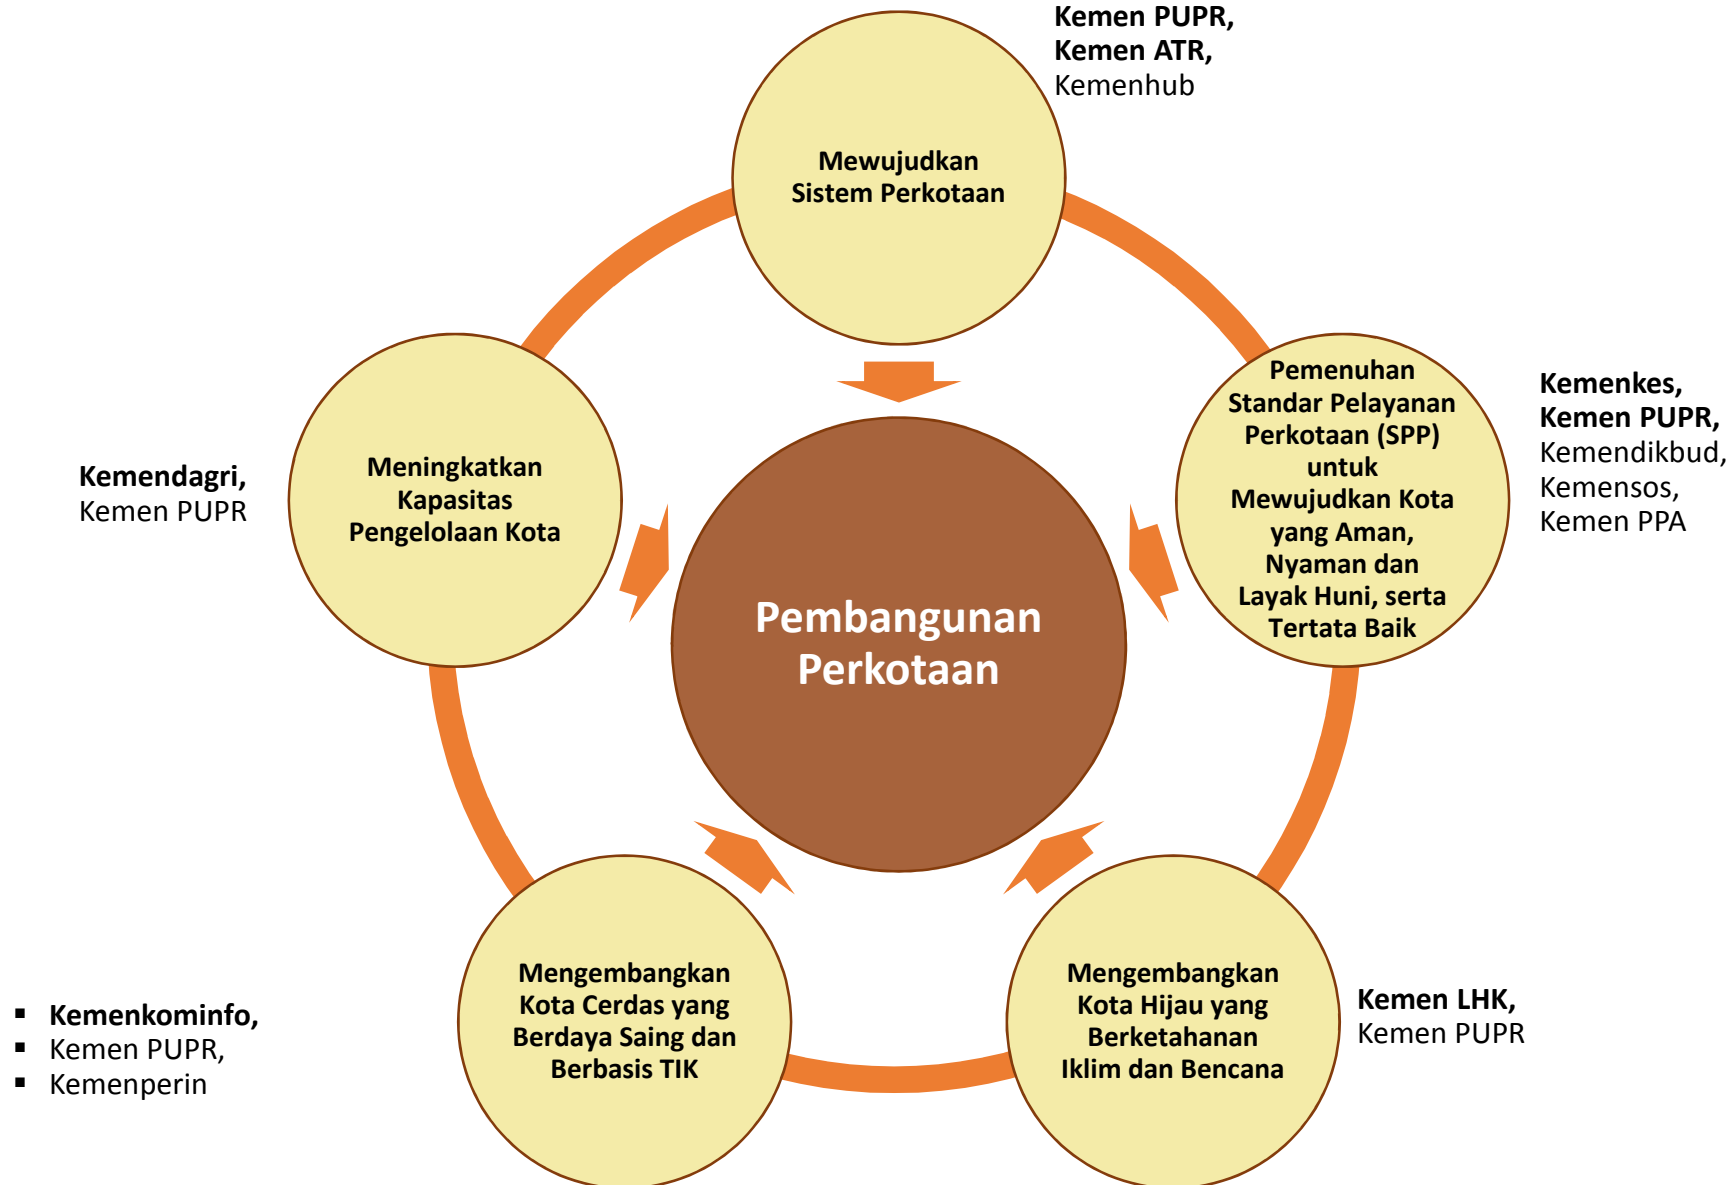 Kemen PUPR,
Kemen ATR,
Kemenhub
Mewujudkan
Sistem Perkotaan
Pemenuhan
Standar Pelayanan
Perkotaan (SPP)
untuk
Mewujudkan Kota
yang Aman,
Nyaman dan
Layak Huni, serta
Tertata Baik
Kemenkes,
Kemen PUPR,
Kemendikbud,
Kemensos,
Kemen PPA
Kemendagri,
Kemen PUPR
Meningkatkan
Kapasitas
Pengelolaan Kota
Pembangunan
Perkotaan
▪ Kemenkominfo,
▪ Kemen PUPR,
▪ Kemenperin
Mengembangkan
Kota Cerdas yang
Berdaya Saing dan
Berbasis TIK
Mengembangkan
Kota Hijau yang
Berketahanan
Iklim dan Bencana
Kemen LHK,
Kemen PUPR